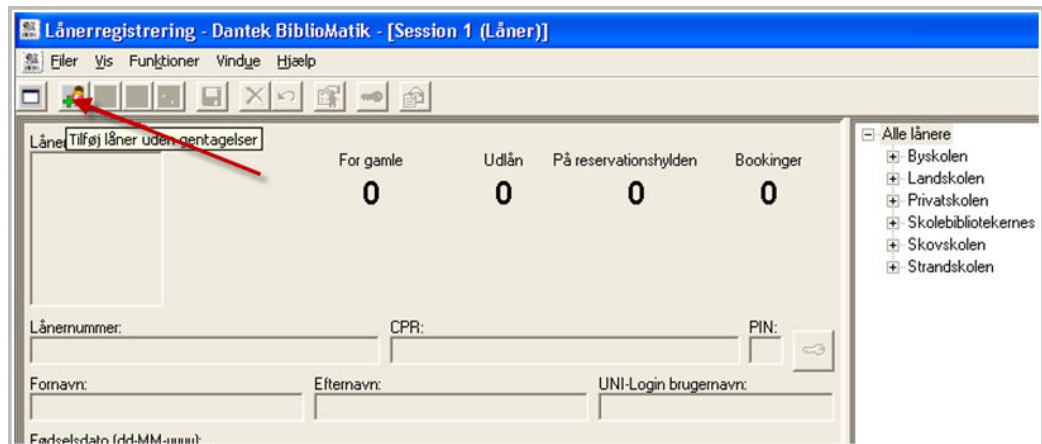 Lånerregistrering - Dantek BiblioMatik - [Session 1 (Låner)]
Filer Vis Funktioner Vindue Hjælp
Tilføj låner uden gentagelser
For gamle Udlån På reservationshylden Bookinger
0 0 0 0
Lånernummer: CPR: PIN:
Fornavn: Efternavn: UNI-Login brugernavn:
Fødselsdato (dd-MM-yyyy):
Alle lånere
Byskolen
Landskolen
Privatskolen
Skolebibliotekernes
Skovskolen
Strandskolen